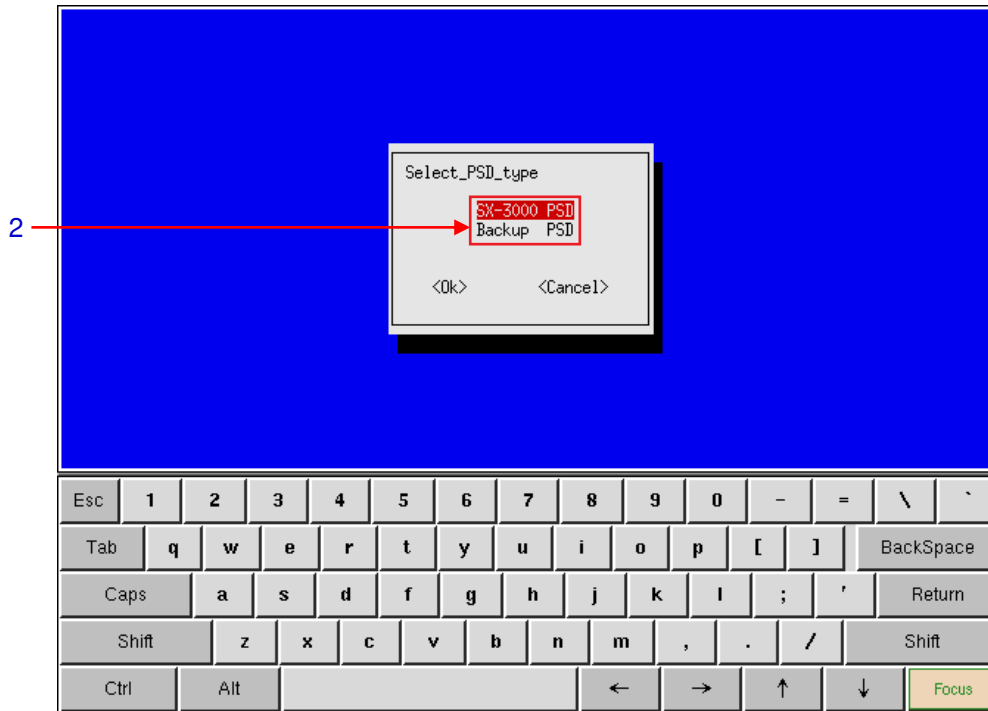 Select_PSD_type
SX-3000 PSD
2
Backup  PSD
<Ok> <Cancel>
Esc 1 2 3 4 5 6 7 8 9 0 - = \ `
Tab q w e r t y u i o p [ ] BackSpace
Caps a s d f g h j k l ; ' Return
Shift z x c v b n m , . / Shift
Ctrl Alt ← → ↑ ↓ Focus